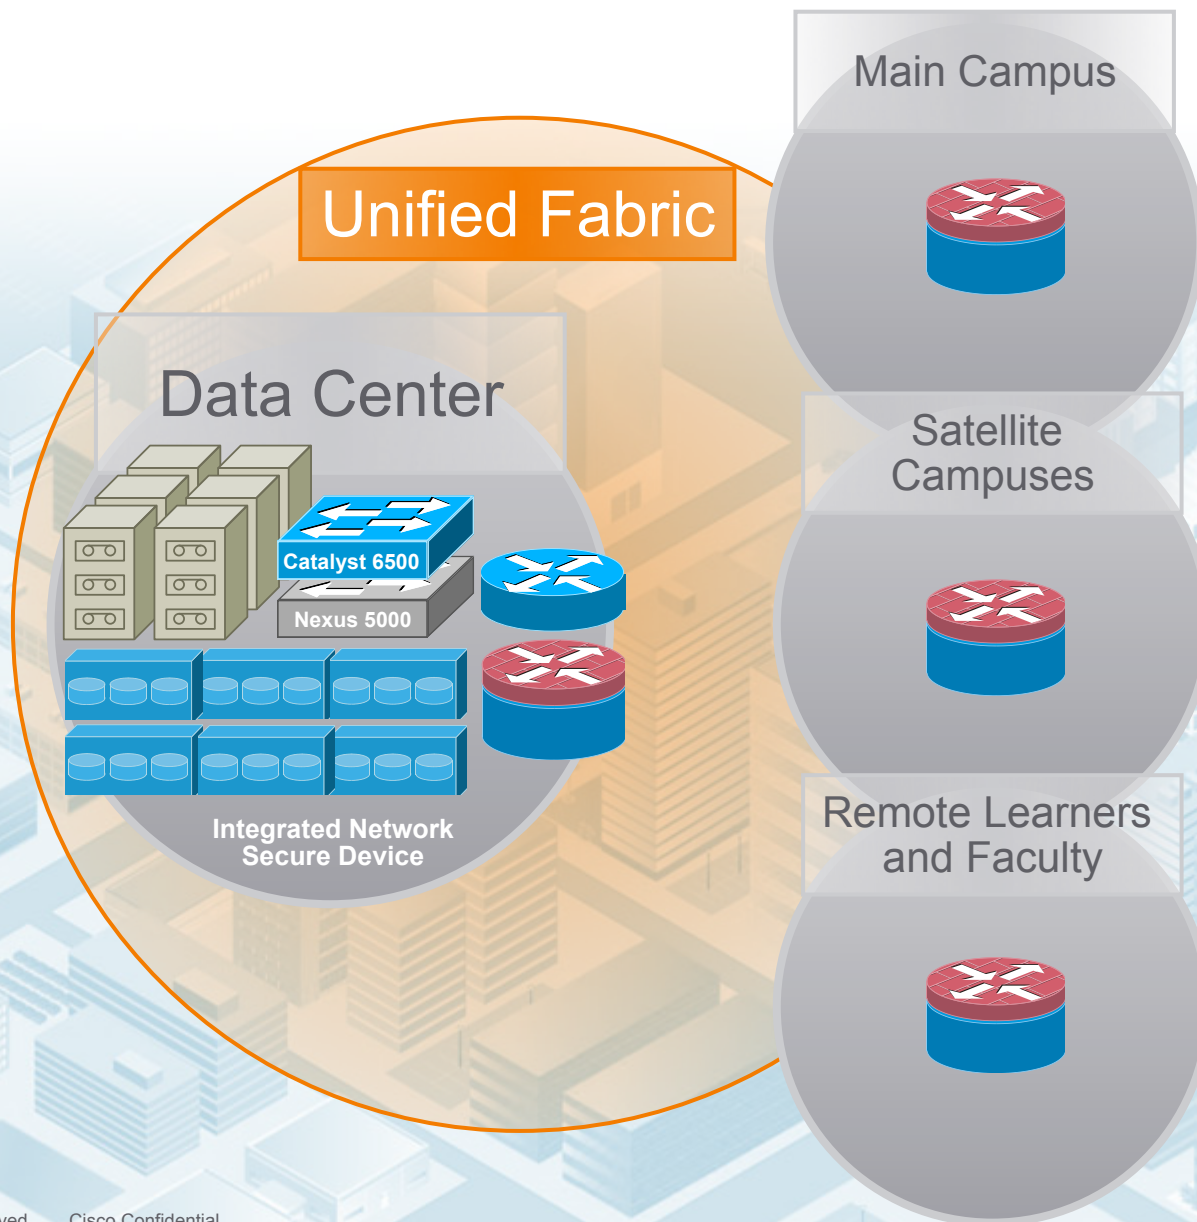 Main Campus
Unified Fabric
Data Center
Satellite
Campuses
Catalyst 6500
Nexus 5000
Integrated Network
Secure Device
Remote Learners
and Faculty
Cisco Confidential